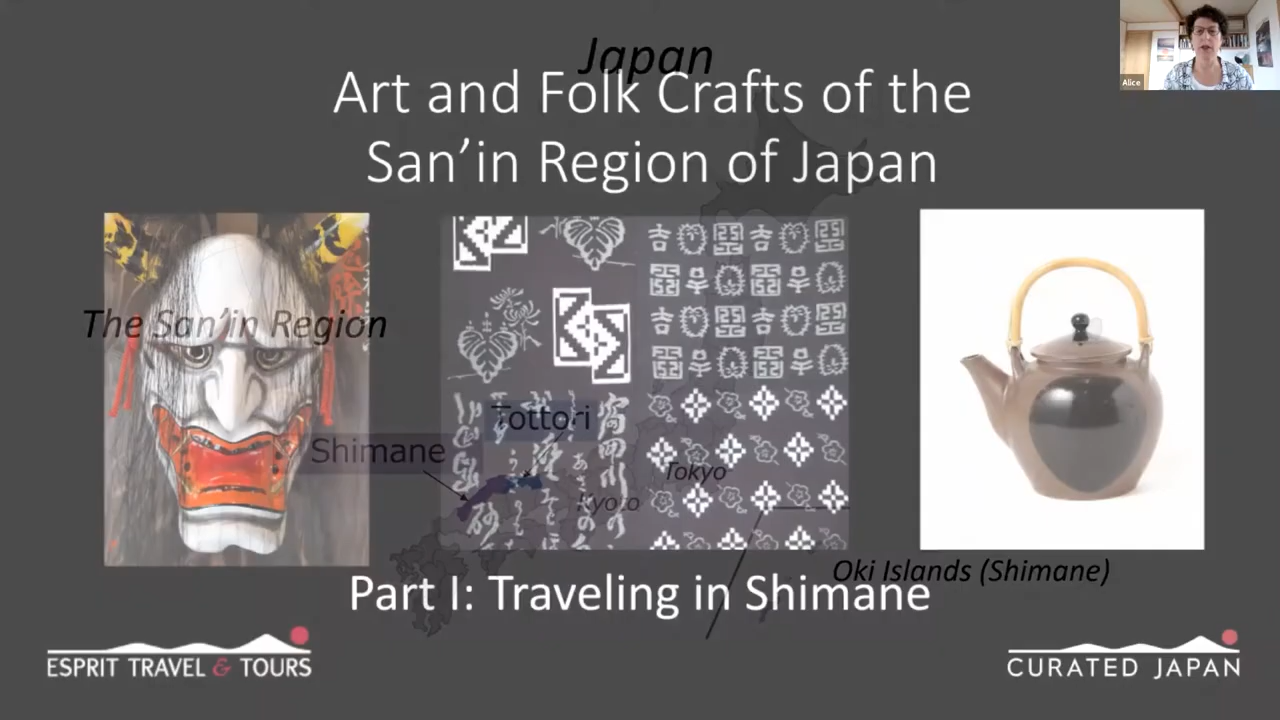 Japan
Art and Folk Crafts of the
San’in Region of Japan
Alice
The San’in Region
Tottori
Shimane
Tokyo
Kyoto
Oki Islands (Shimane)
Part I: Traveling in Shimane
ESPRIT TRAVEL & TOURS
CURATED JAPAN